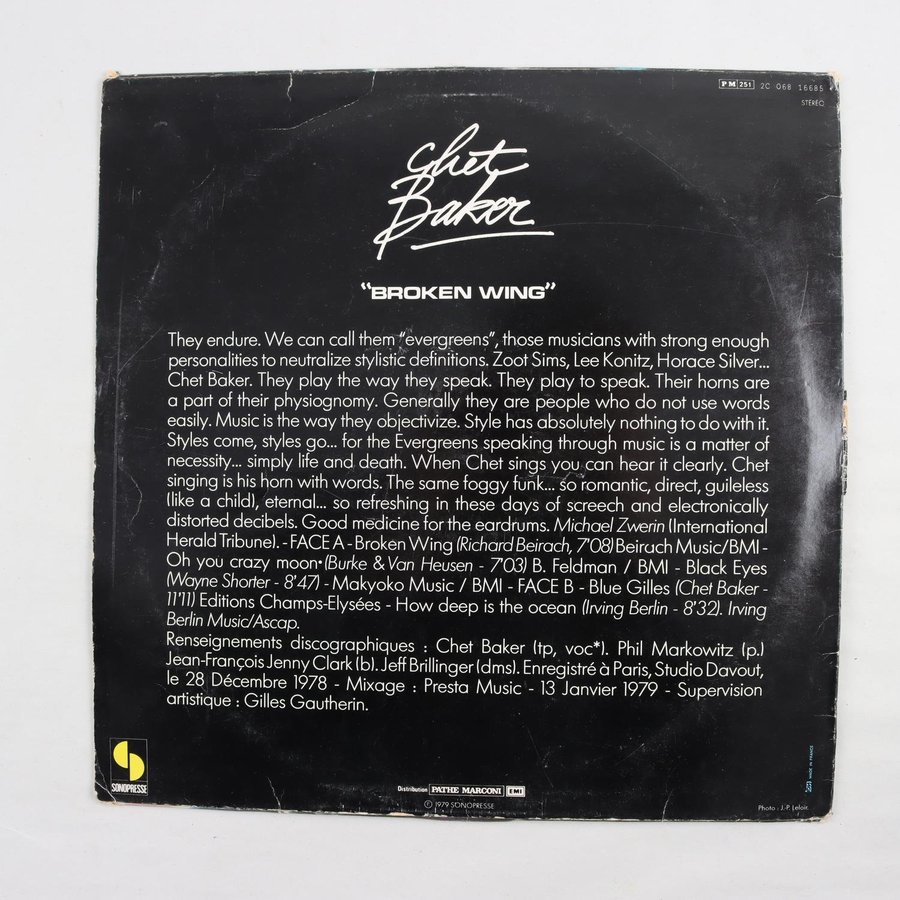 PM 251 2C 068 16685
STEREO
Chet
Baker
"BROKEN WING"
They endure. We can call them "evergreens", those musicians with strong enough
personalities to neutralize stylistic definitions. Zoot Sims, Lee Konitz, Horace Silver...
Chet Baker. They play the way they speak. They play to speak. Their horns are
a part of their physiognomy. Generally they are people who do not use words
easily. Music is the way they objectivize. Style has absolutely nothing to do with it.
Styles come, styles go... for the Evergreens speaking through music is a matter of
necessity... simply life and death. When Chet sings you can hear it clearly. Chet
singing is his horn with words. The same foggy funk... so romantic, direct, guileless
(like a child), eternal... so refreshing in these days of screech and electronically
distorted decibels. Good medicine for the eardrums. Michael Zwerin (International
Herald Tribune). - FACE A - Broken Wing (Richard Beirach, 7'08) Beirach Music/BMI -
Oh you crazy moon* (Burke & Van Heusen - 7'03) B. Feldman / BMI - Black Eyes
(Wayne Shorter - 8'47) - Makyoko Music / BMI - FACE B - Blue Gilles (Chet Baker -
11'11) Editions Champs-Elysées - How deep is the ocean (Irving Berlin - 8'32). Irving
Berlin Music/Ascap.
Renseignements discographiques : Chet Baker (tp, voc*). Phil Markowitz (p.)
Jean-François Jenny Clark (b). Jeff Brillinger (dms). Enregistré à Paris, Studio Davout,
le 28 Décembre 1978 - Mixage : Presta Music - 13 Janvier 1979 - Supervision
artistique : Gilles Gautherin.
SONOPRESSE
Distribution PATHE MARCONI EMI
℗ 1979 SONOPRESSE
Photo : J.P. Leloir.
MADE IN FRANCE